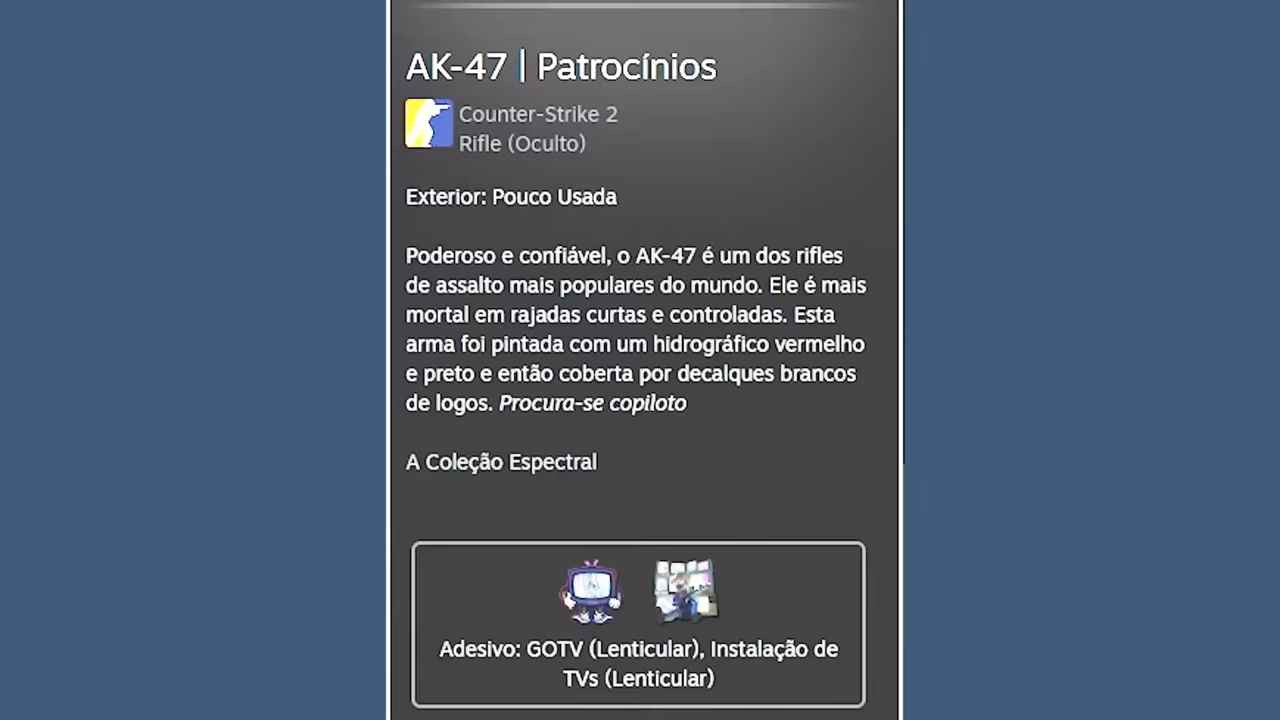 AK-47 | Patrocínios
Counter-Strike 2
Rifle (Oculto)
Exterior: Pouco Usada
Poderoso e confiável, o AK-47 é um dos rifles
de assalto mais populares do mundo. Ele é mais
mortal em rajadas curtas e controladas. Esta
arma foi pintada com um hidrográfico vermelho
e preto e então coberta por decalques brancos
de logos. Procura-se copiloto
A Coleção Espectral
Adesivo: GOTV (Lenticular), Instalação de
TVs (Lenticular)